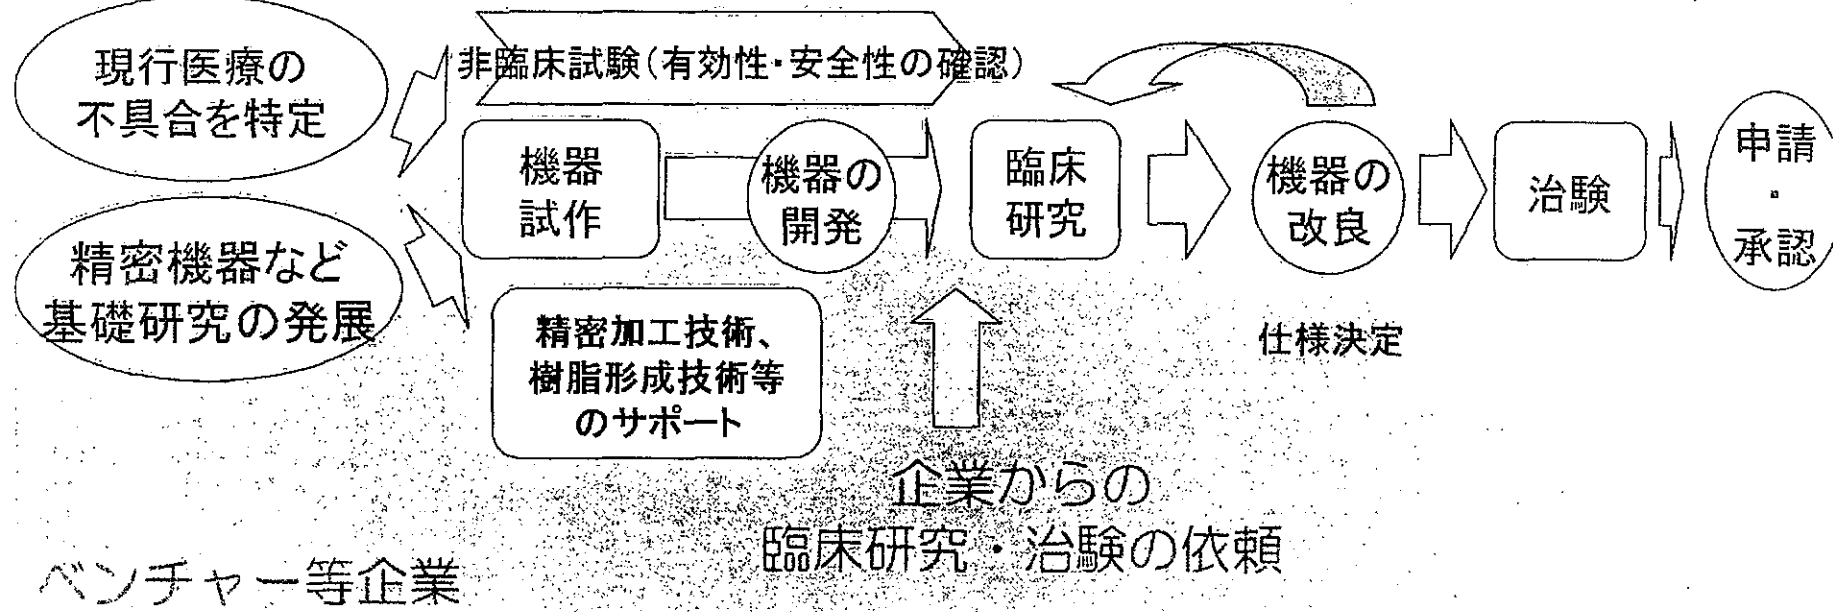 現行医療の
不具合を特定
精密機器など
基礎研究の発展
非臨床試験(有効性・安全性の確認)
機器
試作
機器の
開発
臨床
研究
機器の
改良
治験
申請
・
承認
精密加工技術、
樹脂形成技術等
のサポート
仕様決定
企業からの
臨床研究・治験の依頼
ベンチャー等企業